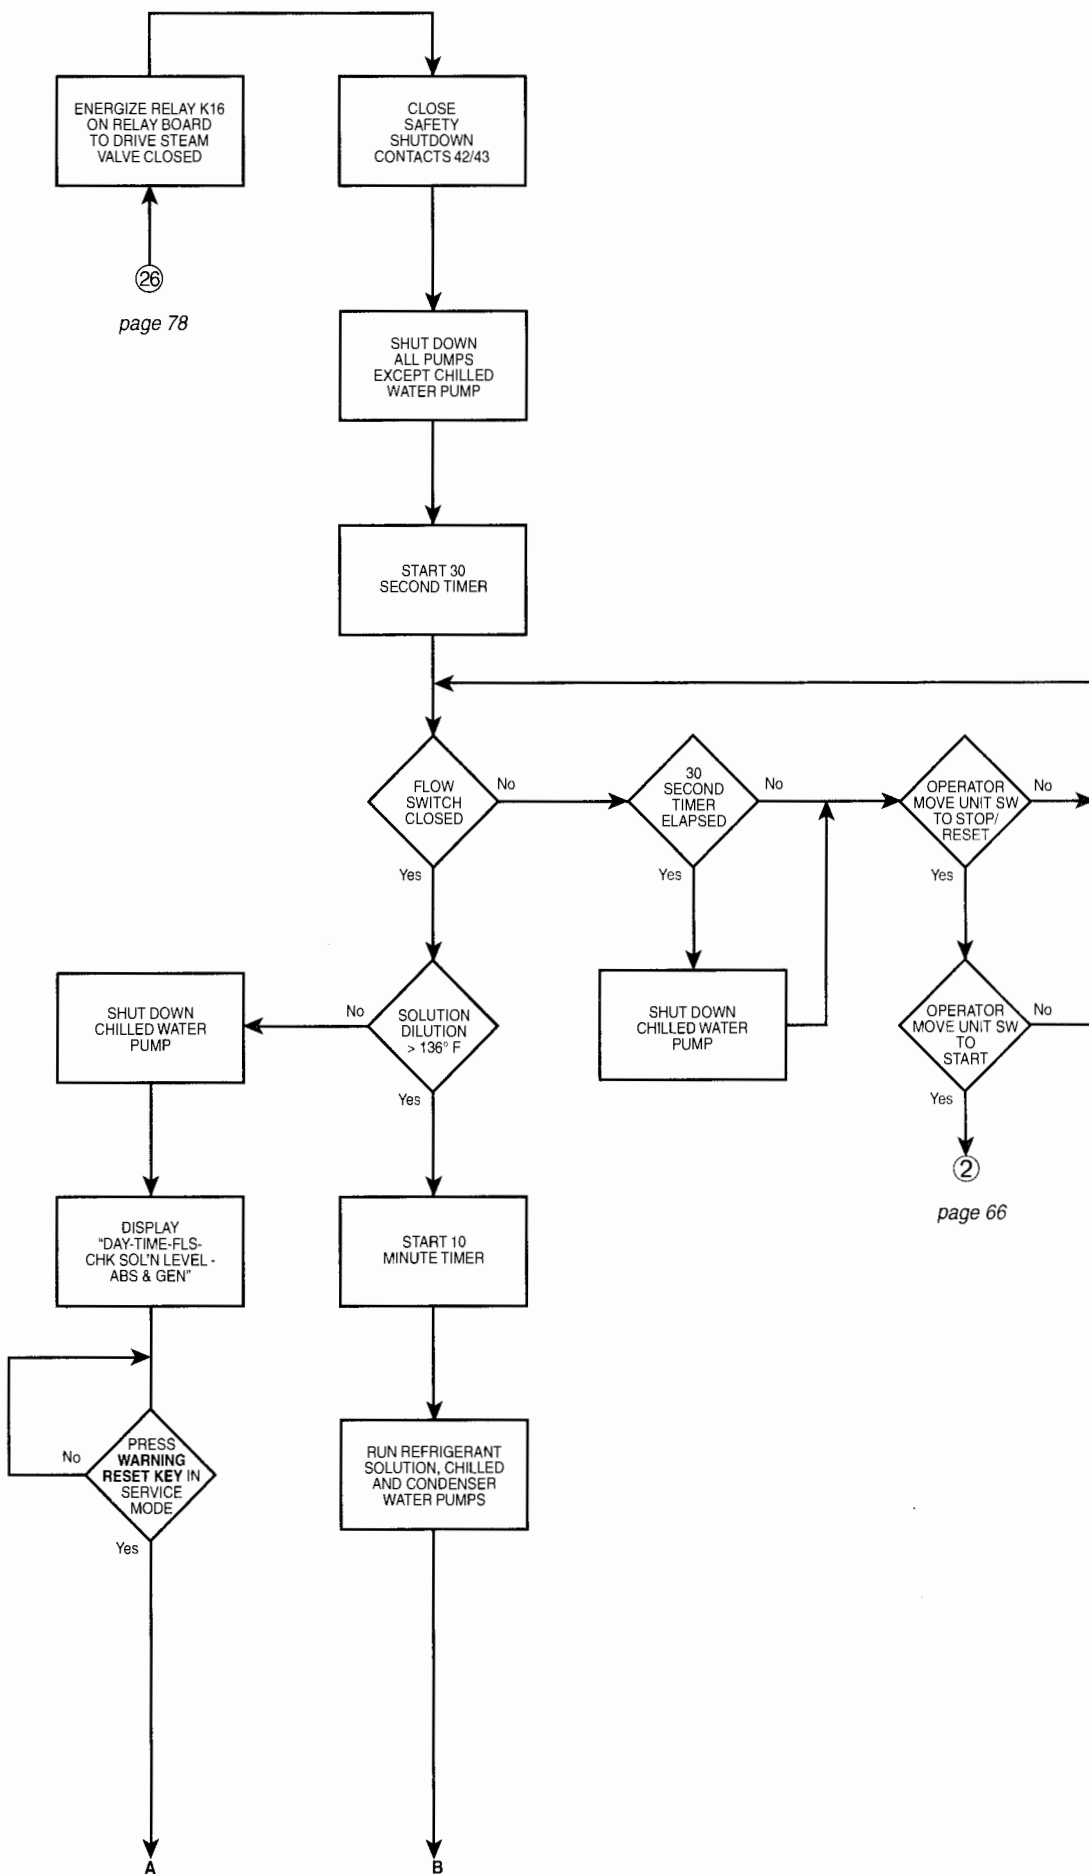 ENERGIZE RELAY K16
ON RELAY BOARD
TO DRIVE STEAM
VALVE CLOSED
CLOSE
SAFETY
SHUTDOWN
CONTACTS 42/43
26
page 78
SHUT DOWN
ALL PUMPS
EXCEPT CHILLED
WATER PUMP
START 30
SECOND TIMER
FLOW
SWITCH
CLOSED
No
Yes
30
SECOND
TIMER
ELAPSED
No
Yes
OPERATOR
MOVE UNIT SW
TO STOP/
RESET
No
Yes
SHUT DOWN
CHILLED WATER
PUMP
No
SOLUTION
DILUTION
> 136° F
Yes
SHUT DOWN
CHILLED WATER
PUMP
OPERATOR
MOVE UNIT SW
TO
START
No
Yes
2
page 66
DISPLAY
"DAY-TIME-FLS-
CHK SOL'N LEVEL -
ABS & GEN"
START 10
MINUTE TIMER
PRESS
WARNING
RESET KEY IN
SERVICE
MODE
No
Yes
RUN REFRIGERANT
SOLUTION, CHILLED
AND CONDENSER
WATER PUMPS
A
B